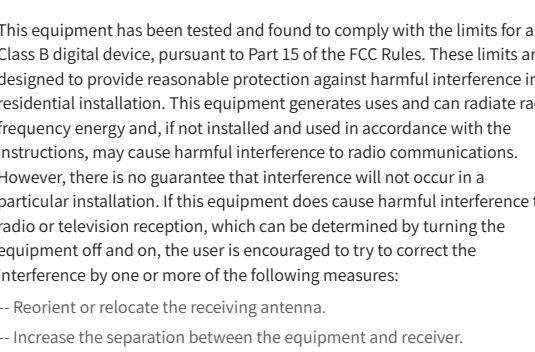 This equipment has been tested and found to comply with the limits for a
Class B digital device, pursuant to Part 15 of the FCC Rules. These limits ar
designed to provide reasonable protection against harmful interference in
residential installation. This equipment generates uses and can radiate ra
frequency energy and, if not installed and used in accordance with the
instructions, may cause harmful interference to radio communications.
However, there is no guarantee that interference will not occur in a
particular installation. If this equipment does cause harmful interference t
radio or television reception, which can be determined by turning the
equipment off and on, the user is encouraged to try to correct the
interference by one or more of the following measures:
-- Reorient or relocate the receiving antenna.
-- Increase the separation between the equipment and receiver.